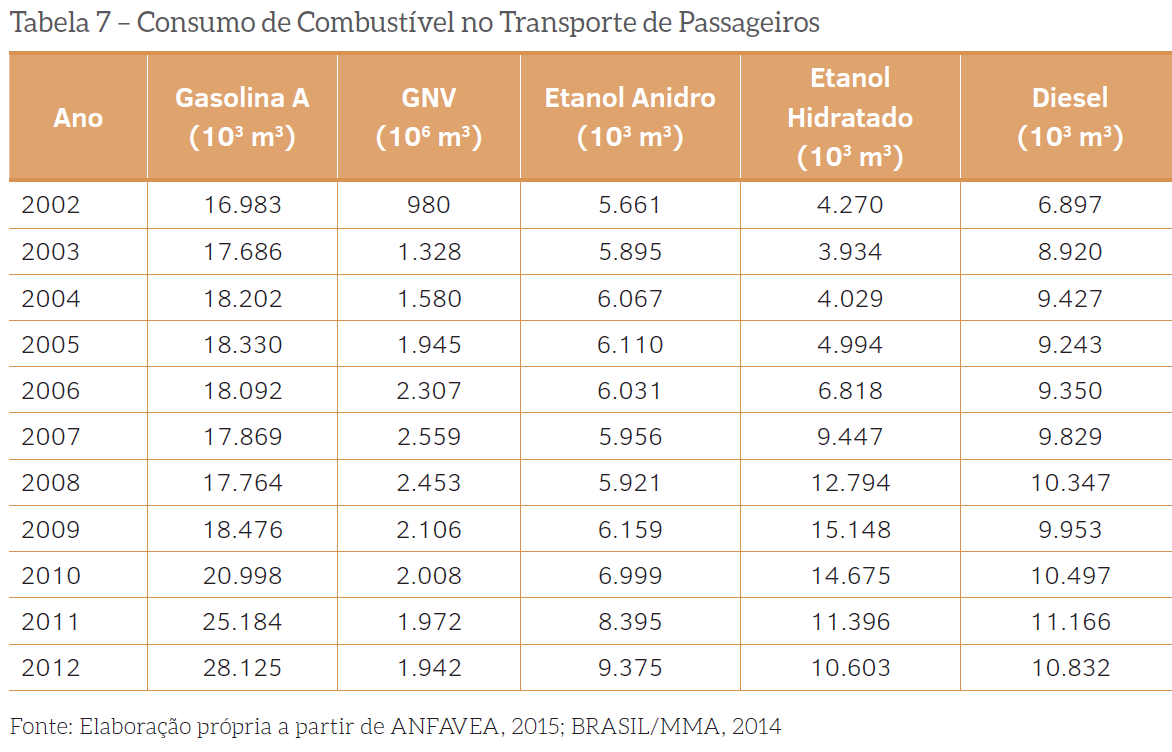 Tabela 7 – Consumo de Combustível no Transporte de Passageiros
Ano
Gasolina A
(10³ m³)
GNV
(10⁶ m³)
Etanol Anidro
(10³ m³)
Etanol
Hidratado
(10³ m³)
Diesel
(10³ m³)
2002 16.983 980 5.661 4.270 6.897
2003 17.686 1.328 5.895 3.934 8.920
2004 18.202 1.580 6.067 4.029 9.427
2005 18.330 1.945 6.110 4.994 9.243
2006 18.092 2.307 6.031 6.818 9.350
2007 17.869 2.559 5.956 9.447 9.829
2008 17.764 2.453 5.921 12.794 10.347
2009 18.476 2.106 6.159 15.148 9.953
2010 20.998 2.008 6.999 14.675 10.497
2011 25.184 1.972 8.395 11.396 11.166
2012 28.125 1.942 9.375 10.603 10.832
Fonte: Elaboração própria a partir de ANFAVEA, 2015; BRASIL/MMA, 2014